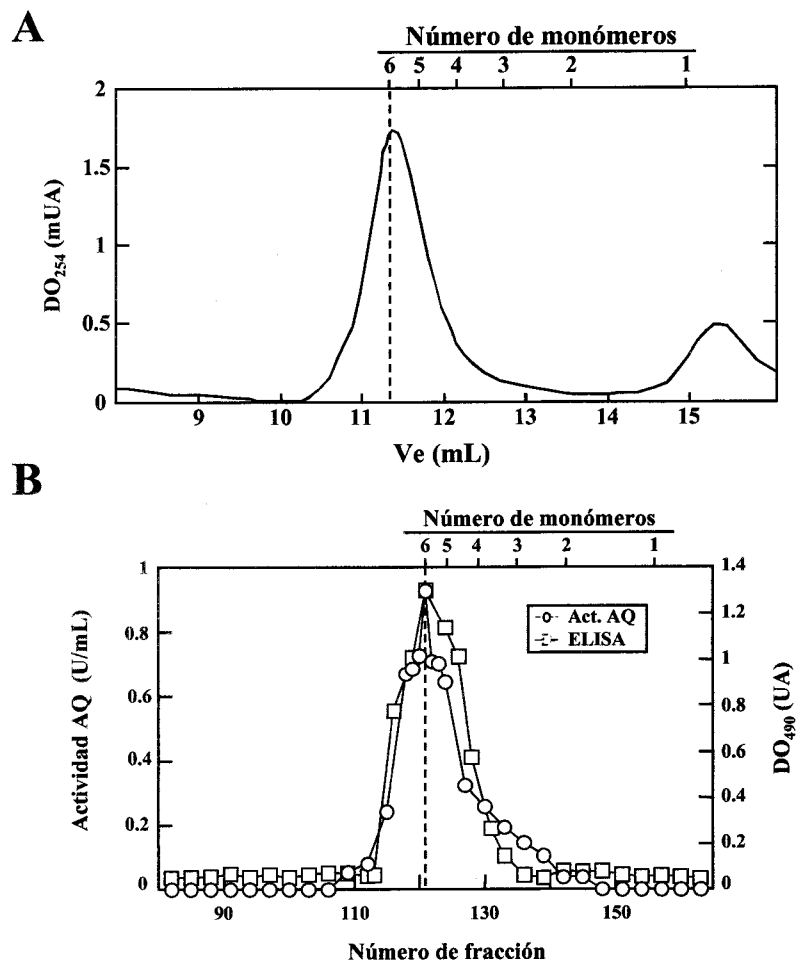 A
Número de monómeros
6 5 4 3 2 1
2
1.5
1
0.5
0
DO254 (mUA)
9 10 11 12 13 14 15
Ve (mL)
B
Número de monómeros
6 5 4 3 2 1
1
0.8
0.6
0.4
0.2
0
Actividad AQ (U/mL)
Act. AQ
ELISA
1.4
1.2
1
0.8
0.6
0.4
0.2
0
DO490 (UA)
90 110 130 150
Número de fracción